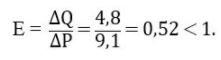 E = ΔQ/ΔP = 4,8/9,1 = 0,52 < 1.